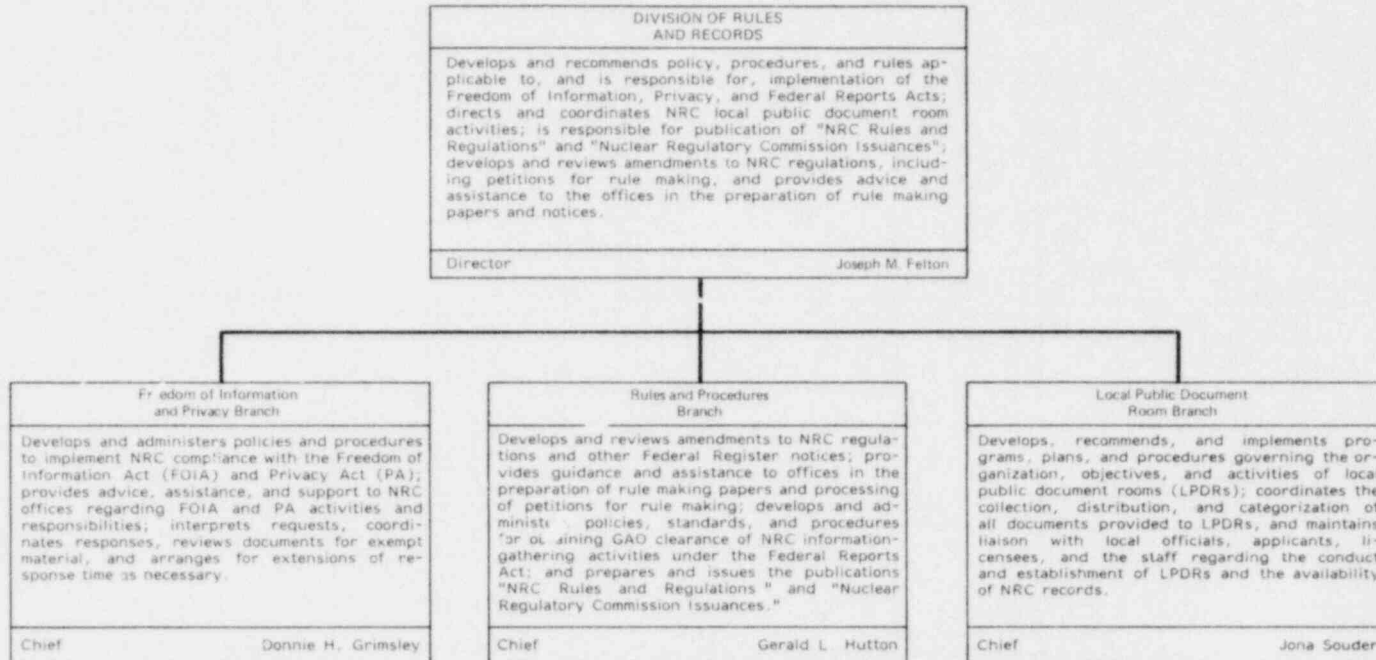 DIVISION OF RULES
AND RECORDS
Develops and recommends policy, procedures, and rules ap-
plicable to, and is responsible for, implementation of the
Freedom of Information, Privacy, and Federal Reports Acts;
directs and coordinates NRC local public document room
activities; is responsible for publication of "NRC Rules and
Regulations" and "Nuclear Regulatory Commission Issuances";
develops and reviews amendments to NRC regulations, includ-
ing petitions for rule making, and provides advice and
assistance to the offices in the preparation of rule making
papers and notices.
Director Joseph M. Felton
Fr edom of Information
and Privacy Branch
Develops and administers policies and procedures
to implement NRC compliance with the Freedom of
Information Act (FOIA) and Privacy Act (PA);
provides advice, assistance, and support to NRC
offices regarding FOIA and PA activities and
responsibilities; interprets requests, coordi-
nates responses, reviews documents for exempt
material, and arranges for extensions of re-
sponse time as necessary.
Chief Donnie H. Grimsley
Rules and Procedures
Branch
Develops and reviews amendments to NRC regula-
tions and other Federal Register notices; pro-
vides guidance and assistance to offices in the
preparation of rule making papers and processing
of petitions for rule making; develops and ad-
minist policies, standards, and procedures
for ob aining GAO clearance of NRC information-
gathering activities under the Federal Reports
Act; and prepares and issues the publications
"NRC Rules and Regulations" and "Nuclear
Regulatory Commission Issuances."
Chief Gerald L. Hutton
Local Public Document
Room Branch
Develops, recommends, and implements pro-
grams, plans, and procedures governing the or-
ganization, objectives, and activities of local
public document rooms (LPDRs); coordinates the
collection, distribution, and categorization of
all documents provided to LPDRs, and maintains
liaison with local officials, applicants, li-
censees, and the staff regarding the conduct
and establishment of LPDRs and the availability
of NRC records.
Chief Jona Souder